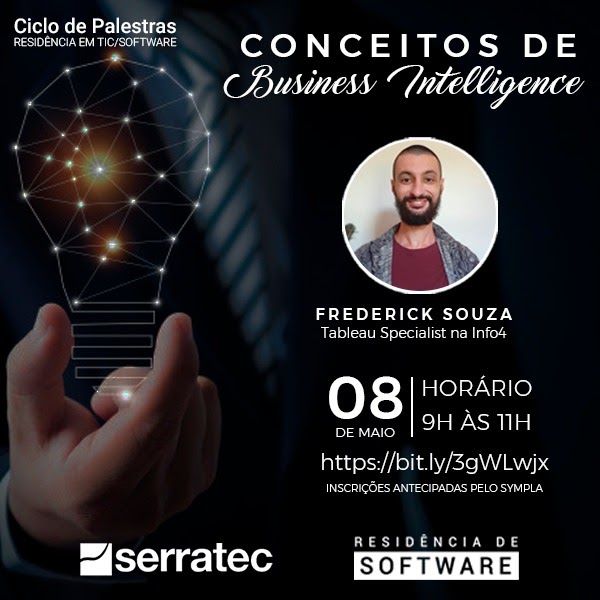 Ciclo de Palestras
RESIDÊNCIA EM TIC/SOFTWARE
CONCEITOS DE
Business Intelligence
FREDERICK SOUZA
Tableau Specialist na Info4
08
DE MAIO
HORÁRIO
9H ÀS 11H
https://bit.ly/3gWLwjx
INSCRIÇÕES ANTECIPADAS PELO SYMPLA
serratec
RESIDÊNCIA DE
SOFTWARE